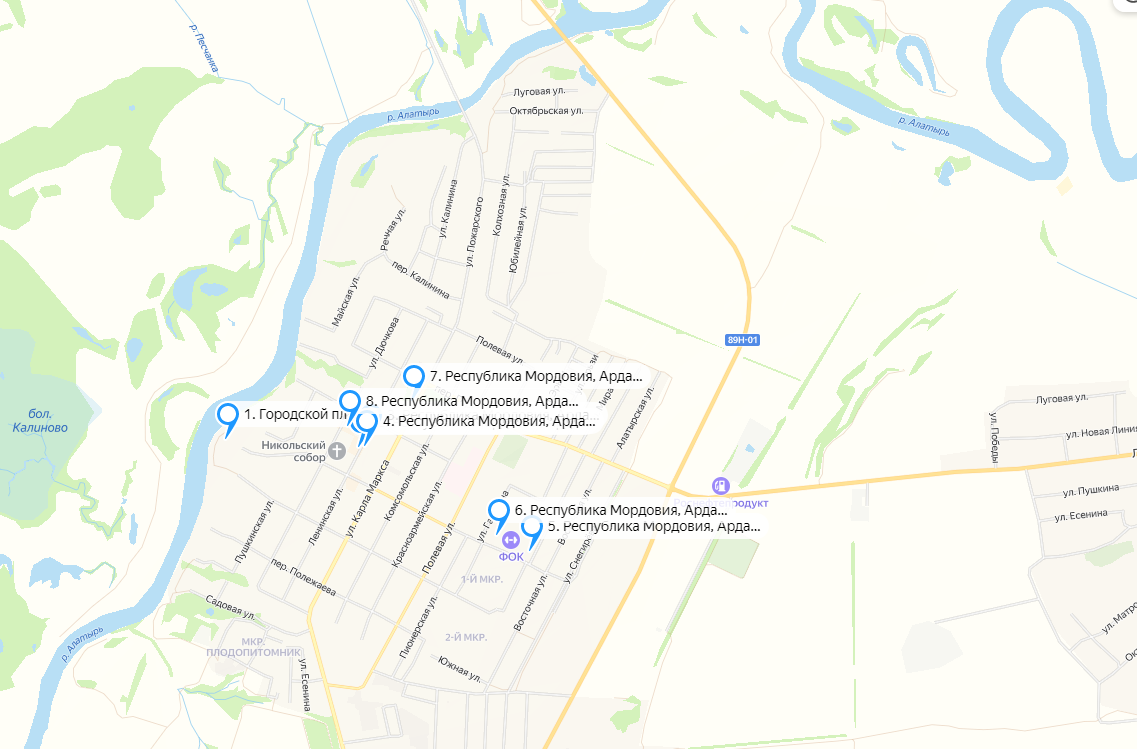 р. Песчанка
р. Алатырь
Луговая ул.
Октябрьская ул.
р. Алатырь
ул. Калинина
Колхозная ул.
ул. Пожарского
Речная ул.
Юбилейная ул.
пер. Калинина
Майская ул.
ул. Дючкова
Полевая ул.
89Н-01
7. Республика Мордовия, Арда...
8. Республика Мордовия, Арда...
1. Городской пл
4. Республика Мордовия, Арда...
Алатырская ул.
бол.
Калиново
Никольский
собор
Луговая ул.
ул. Победы
ул. Новая Линия
ул. Пушкина
ул. Есенина
ул. Карла Маркса
Комсомольская ул.
Ленинская ул.
Красноармейская ул.
Пушкинская ул.
Полевая ул.
6. Республика Мордовия, Арда...
5. Республика Мордовия, Арда...
ФОК
ул. Снегир
1-Й МКР.
пер. Полежаева
Восточная ул.
Садовая ул.
Пионерская ул.
2-Й МКР.
р. Алатырь
МКР.
ПЛОДОПИТОМНИК
Южная ул.
ул. Есенина
ул. Матро